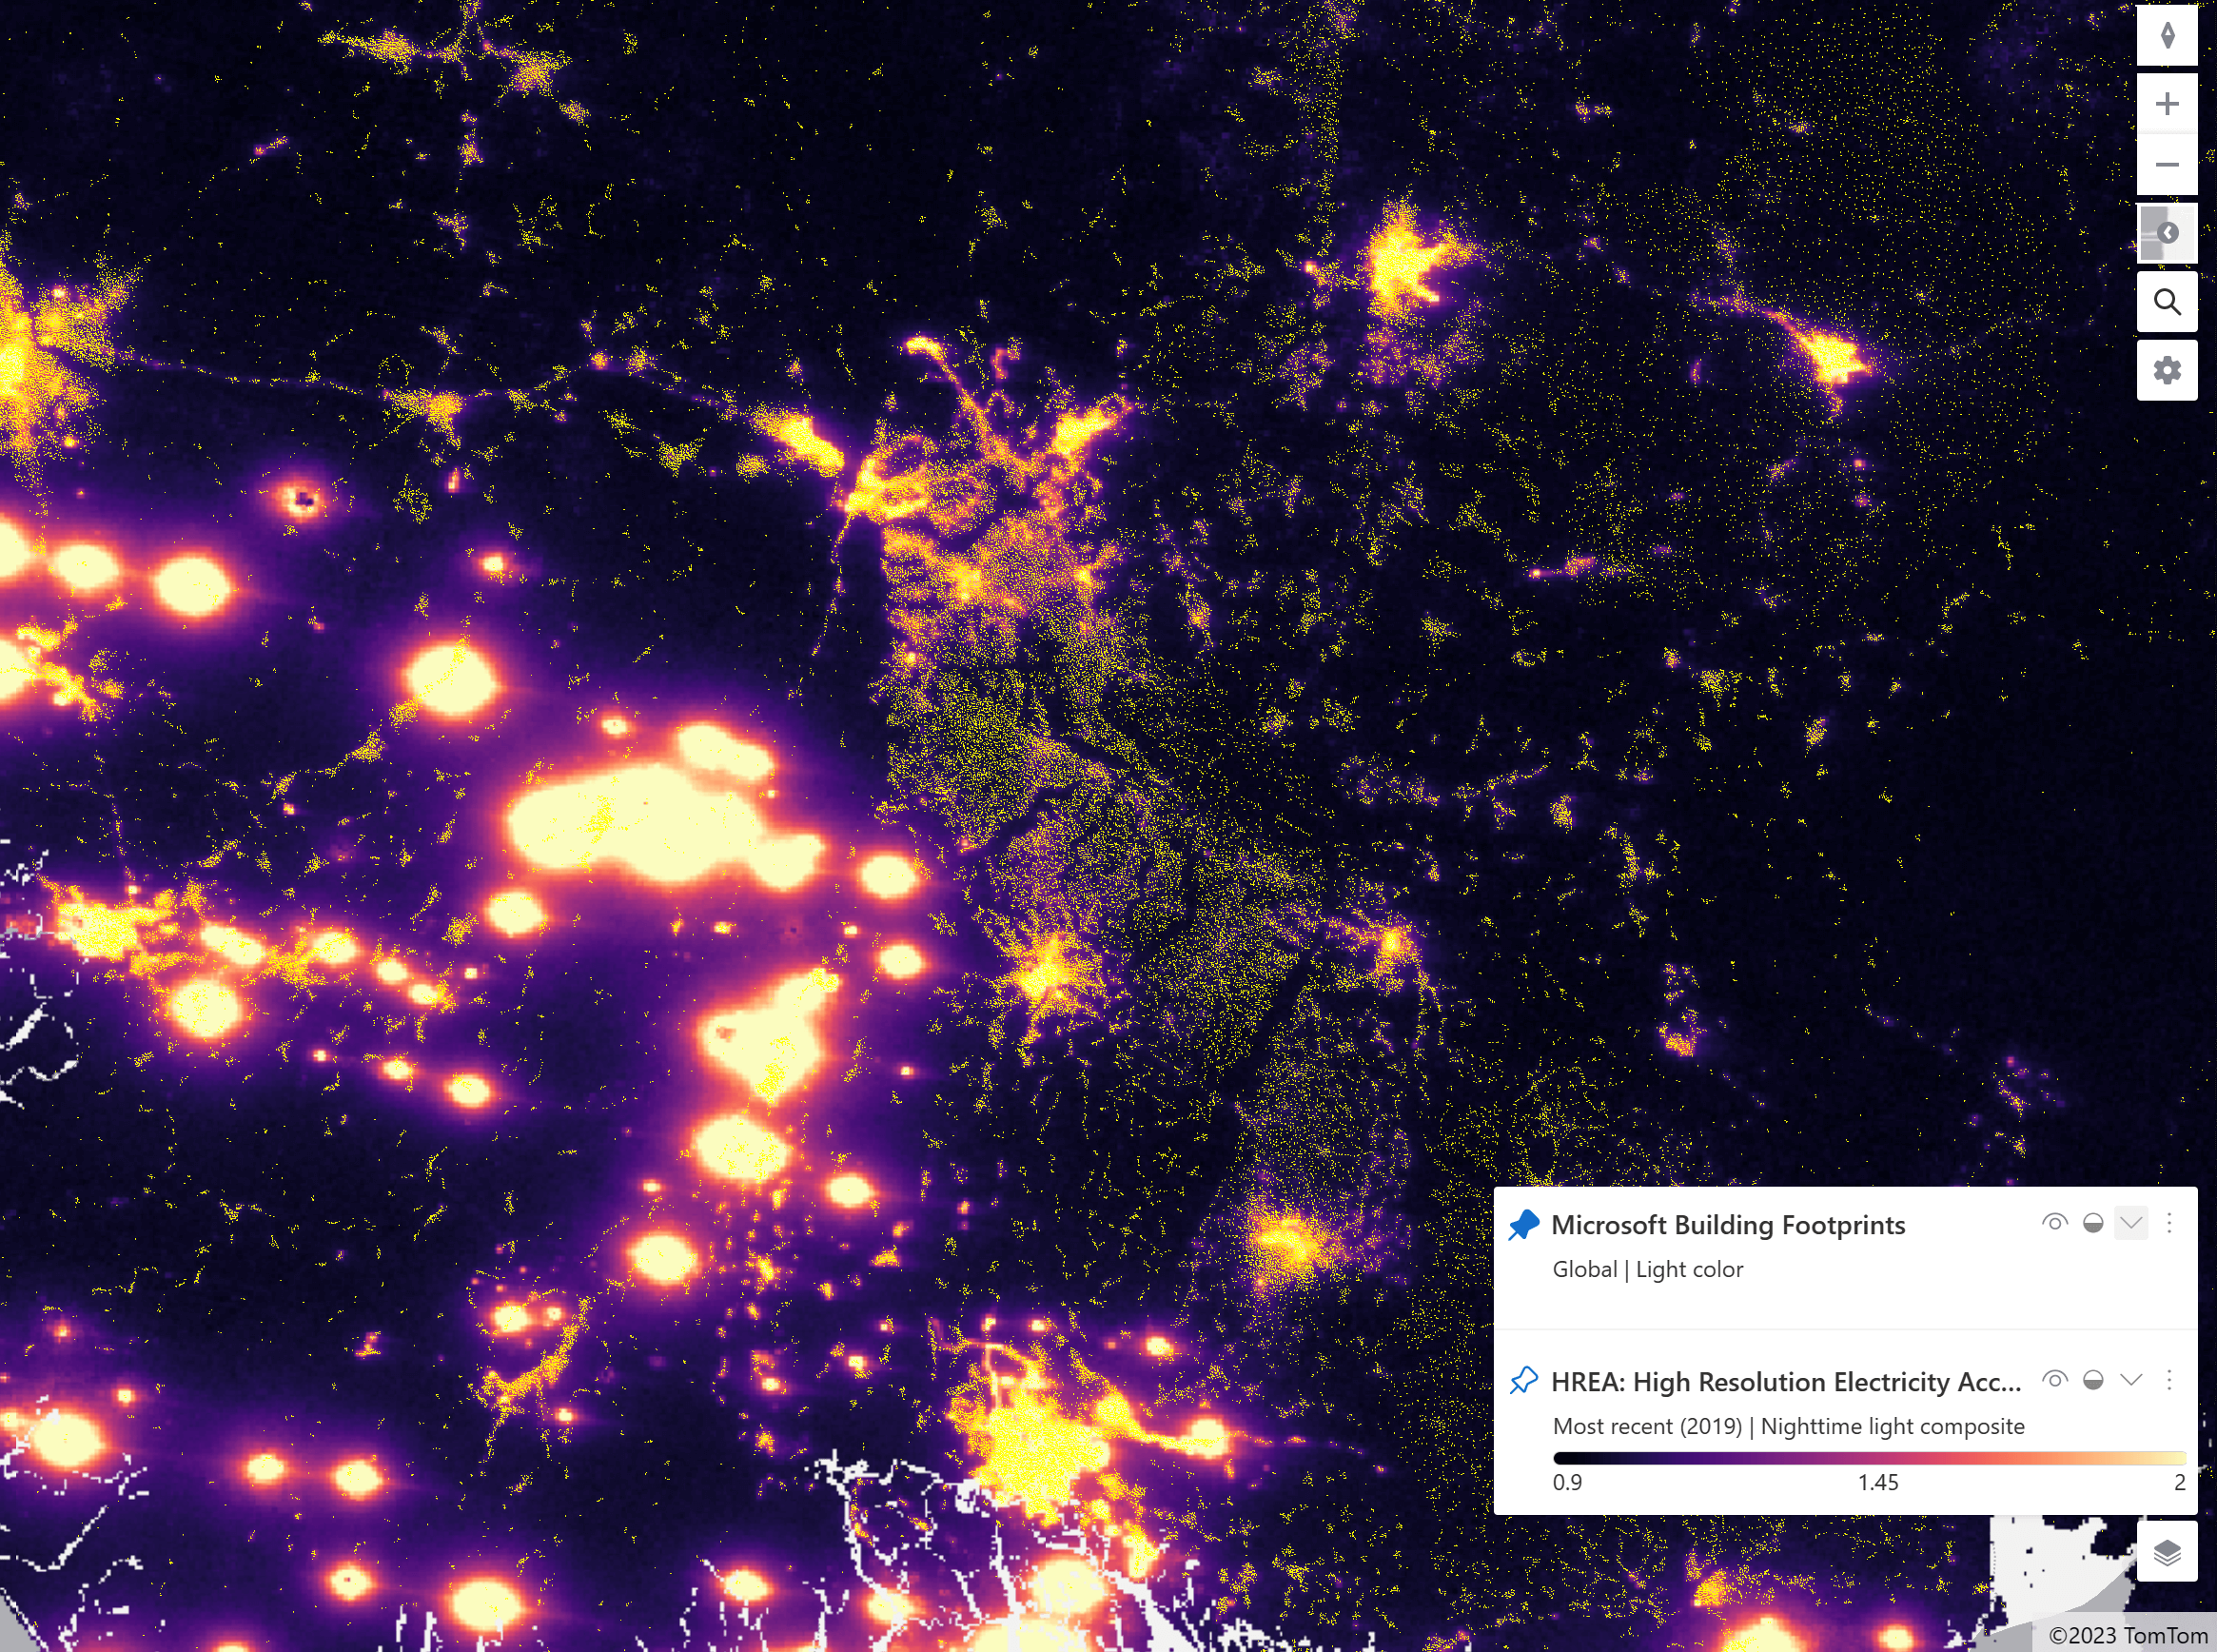 Microsoft Building Footprints
Global | Light color
HREA: High Resolution Electricity Acc...
Most recent (2019) | Nighttime light composite
0.9 1.45 2
©2023 TomTom